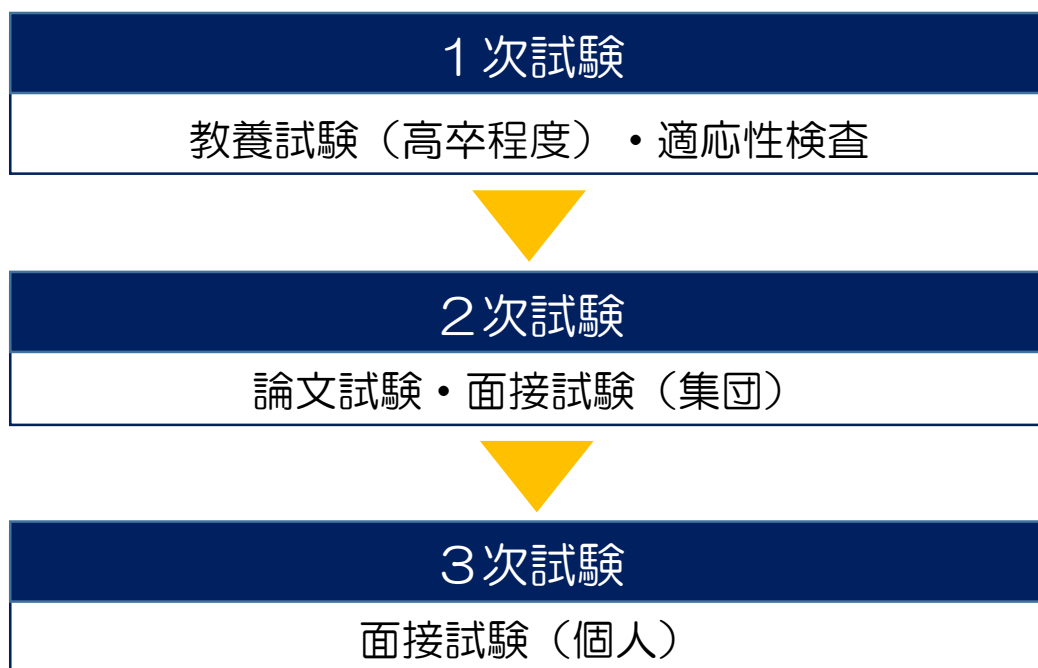 １次試験
教養試験（高卒程度）・適応性検査
２次試験
論文試験・面接試験（集団）
３次試験
面接試験（個人）